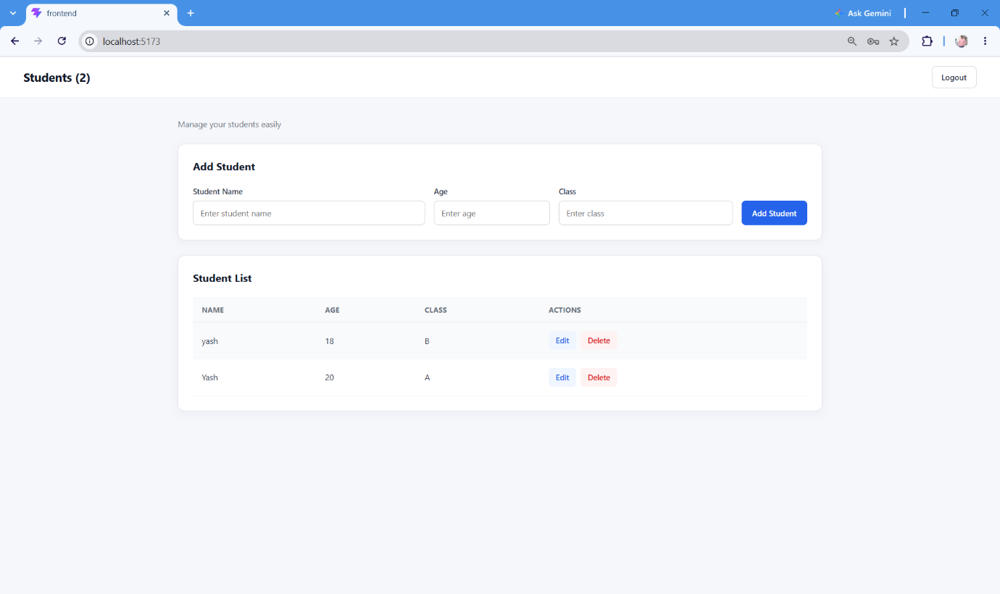 frontend
Ask Gemini
localhost:5173
Students (2)
Logout
Manage your students easily
Add Student
Student Name Age Class
Enter student name Enter age Enter class Add Student
Student List
NAME AGE CLASS ACTIONS
yash 18 B Edit Delete
Yash 20 A Edit Delete